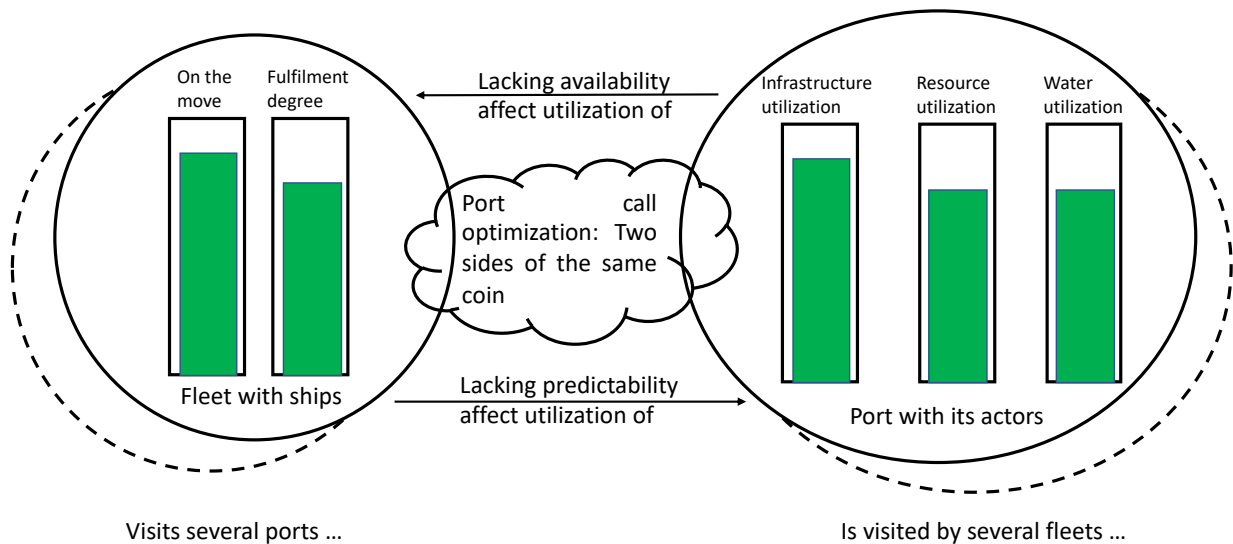 On the
move
Fulfilment
degree
Lacking availability
affect utilization of
Infrastructure
utilization
Resource
utilization
Water
utilization
Port call
optimization: Two
sides of the same
coin
Fleet with ships
Lacking predictability
affect utilization of
Port with its actors
Visits several ports ...
Is visited by several fleets ...